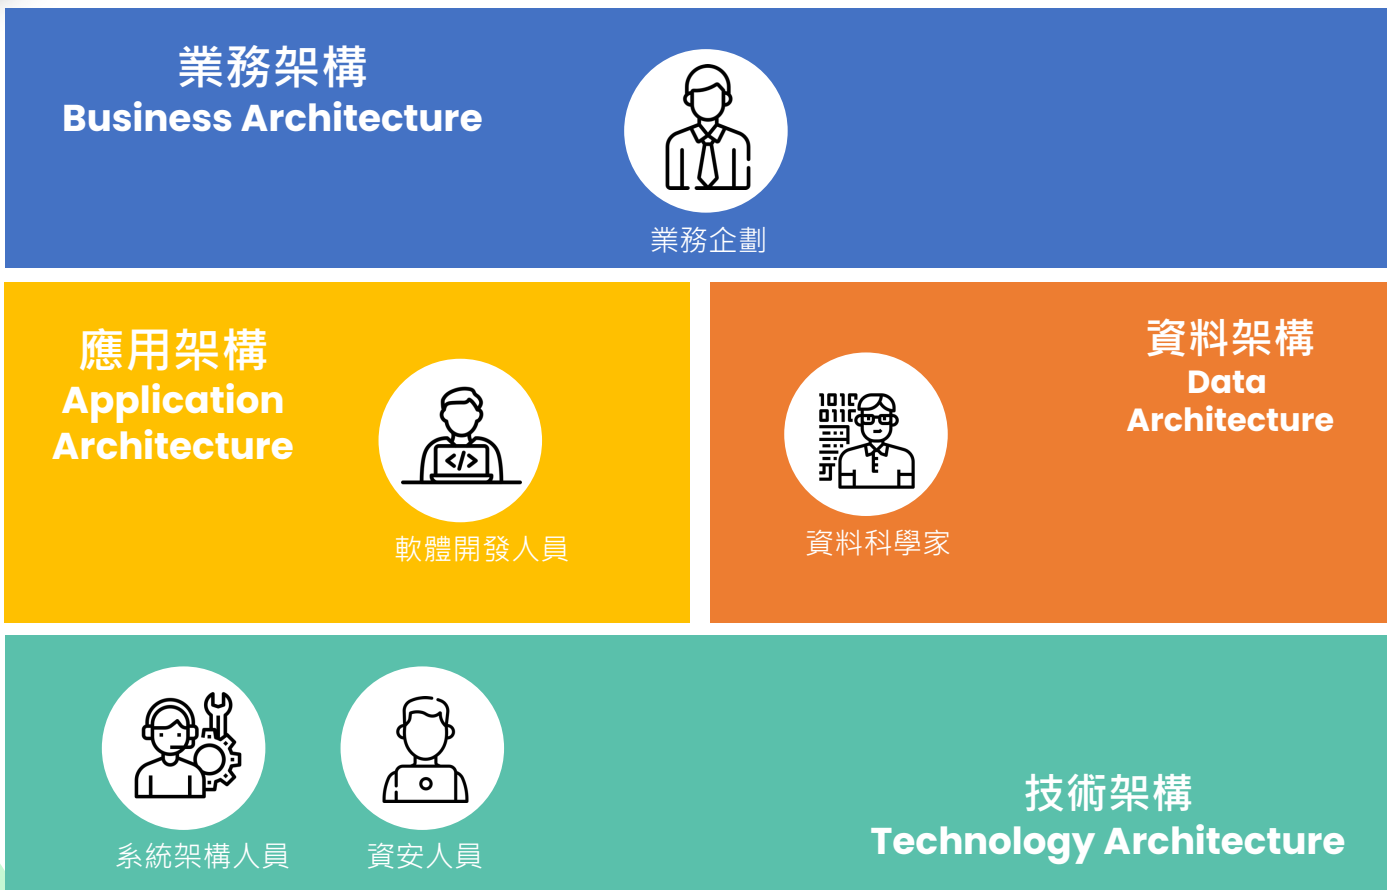 業務架構
Business Architecture
業務企劃
應用架構
Application
Architecture
</>
軟體開發人員
資料架構
Data
Architecture
1010
0110
資料科學家
系統架構人員
資安人員
技術架構
Technology Architecture